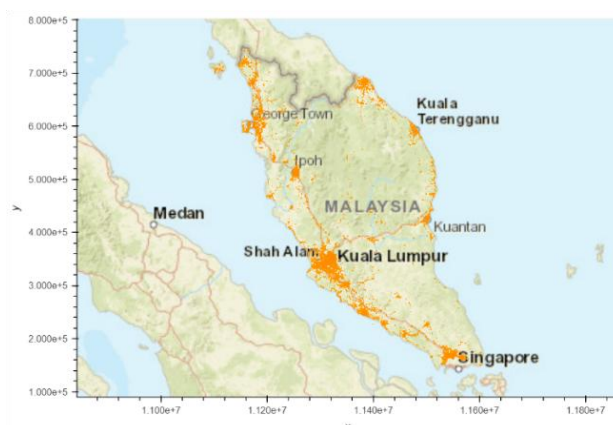 8.000e+5
7.000e+5
6.000e+5
5.000e+5
4.000e+5
3.000e+5
2.000e+5
1.000e+5
y
George Town
Kuala
Terengganu
Ipoh
MALAYSIA
Medan
Kuantan
Shah Alam
Kuala Lumpur
Singapore
1.100e+7
1.120e+7
1.140e+7
1.160e+7
1.180e